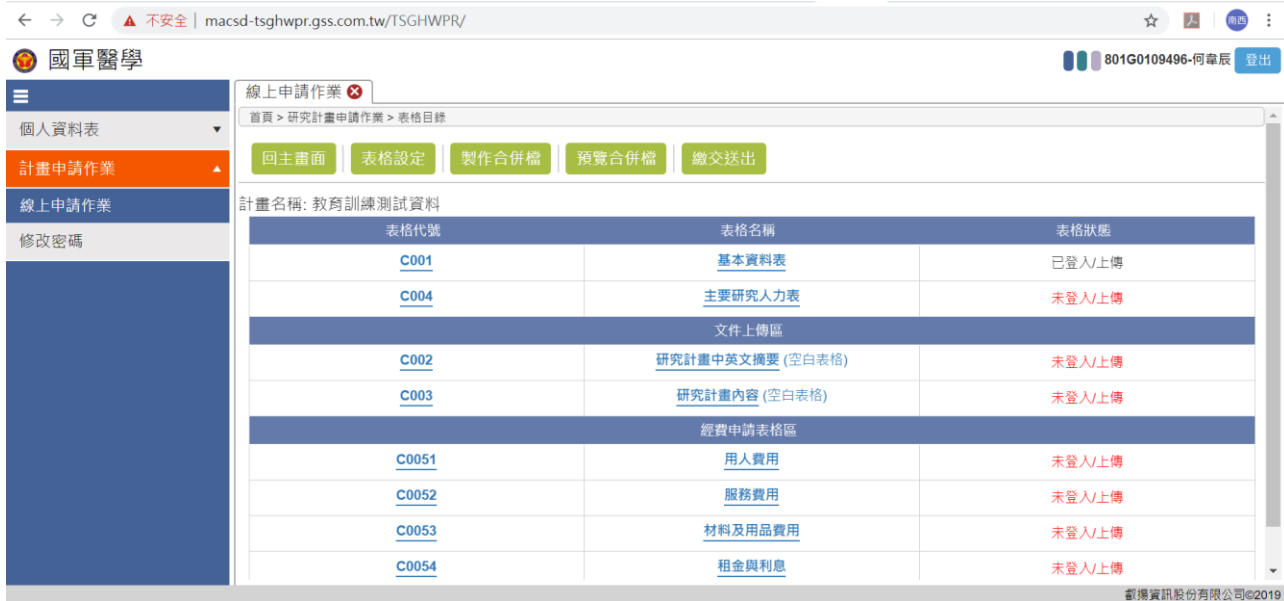 不安全 | macsd-tsghwpr.gss.com.tw/TSGHWPR/
南西
國軍醫學
801G0109496-何韋辰 登出
線上申請作業
個人資料表
計畫申請作業
線上申請作業
修改密碼
首頁 > 研究計畫申請作業 > 表格目錄
回主畫面 表格設定 製作合併檔 預覽合併檔 繳交送出
計畫名稱: 教育訓練測試資料
表格代號 表格名稱 表格狀態
C001 基本資料表 已登入/上傳
C004 主要研究人力表 未登入/上傳
文件上傳區
C002 研究計畫中英文摘要 (空白表格) 未登入/上傳
C003 研究計畫內容 (空白表格) 未登入/上傳
經費申請表格區
C0051 用人費用 未登入/上傳
C0052 服務費用 未登入/上傳
C0053 材料及用品費用 未登入/上傳
C0054 租金與利息 未登入/上傳
叡揚資訊股份有限公司©2019